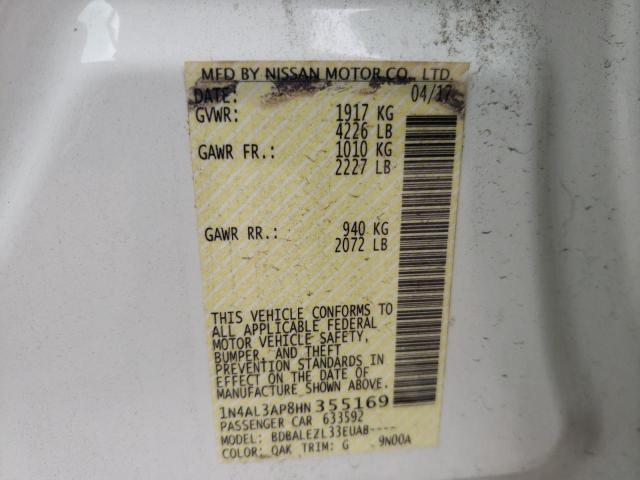 MFD BY NISSAN MOTOR CO., LTD.
DATE: 04/17
GVWR: 1917 KG
4226 LB
GAWR FR.: 1010 KG
2227 LB
GAWR RR.: 940 KG
2072 LB
THIS VEHICLE CONFORMS TO
ALL APPLICABLE FEDERAL
MOTOR VEHICLE SAFETY,
BUMPER, AND THEFT
PREVENTION STANDARDS IN
EFFECT ON THE DATE OF
MANUFACTURE SHOWN ABOVE.
1N4AL3AP8HN355169
PASSENGER CAR 633592
MODEL: BDBALEZL33EUAB----
COLOR: QAK TRIM: G 9N00A